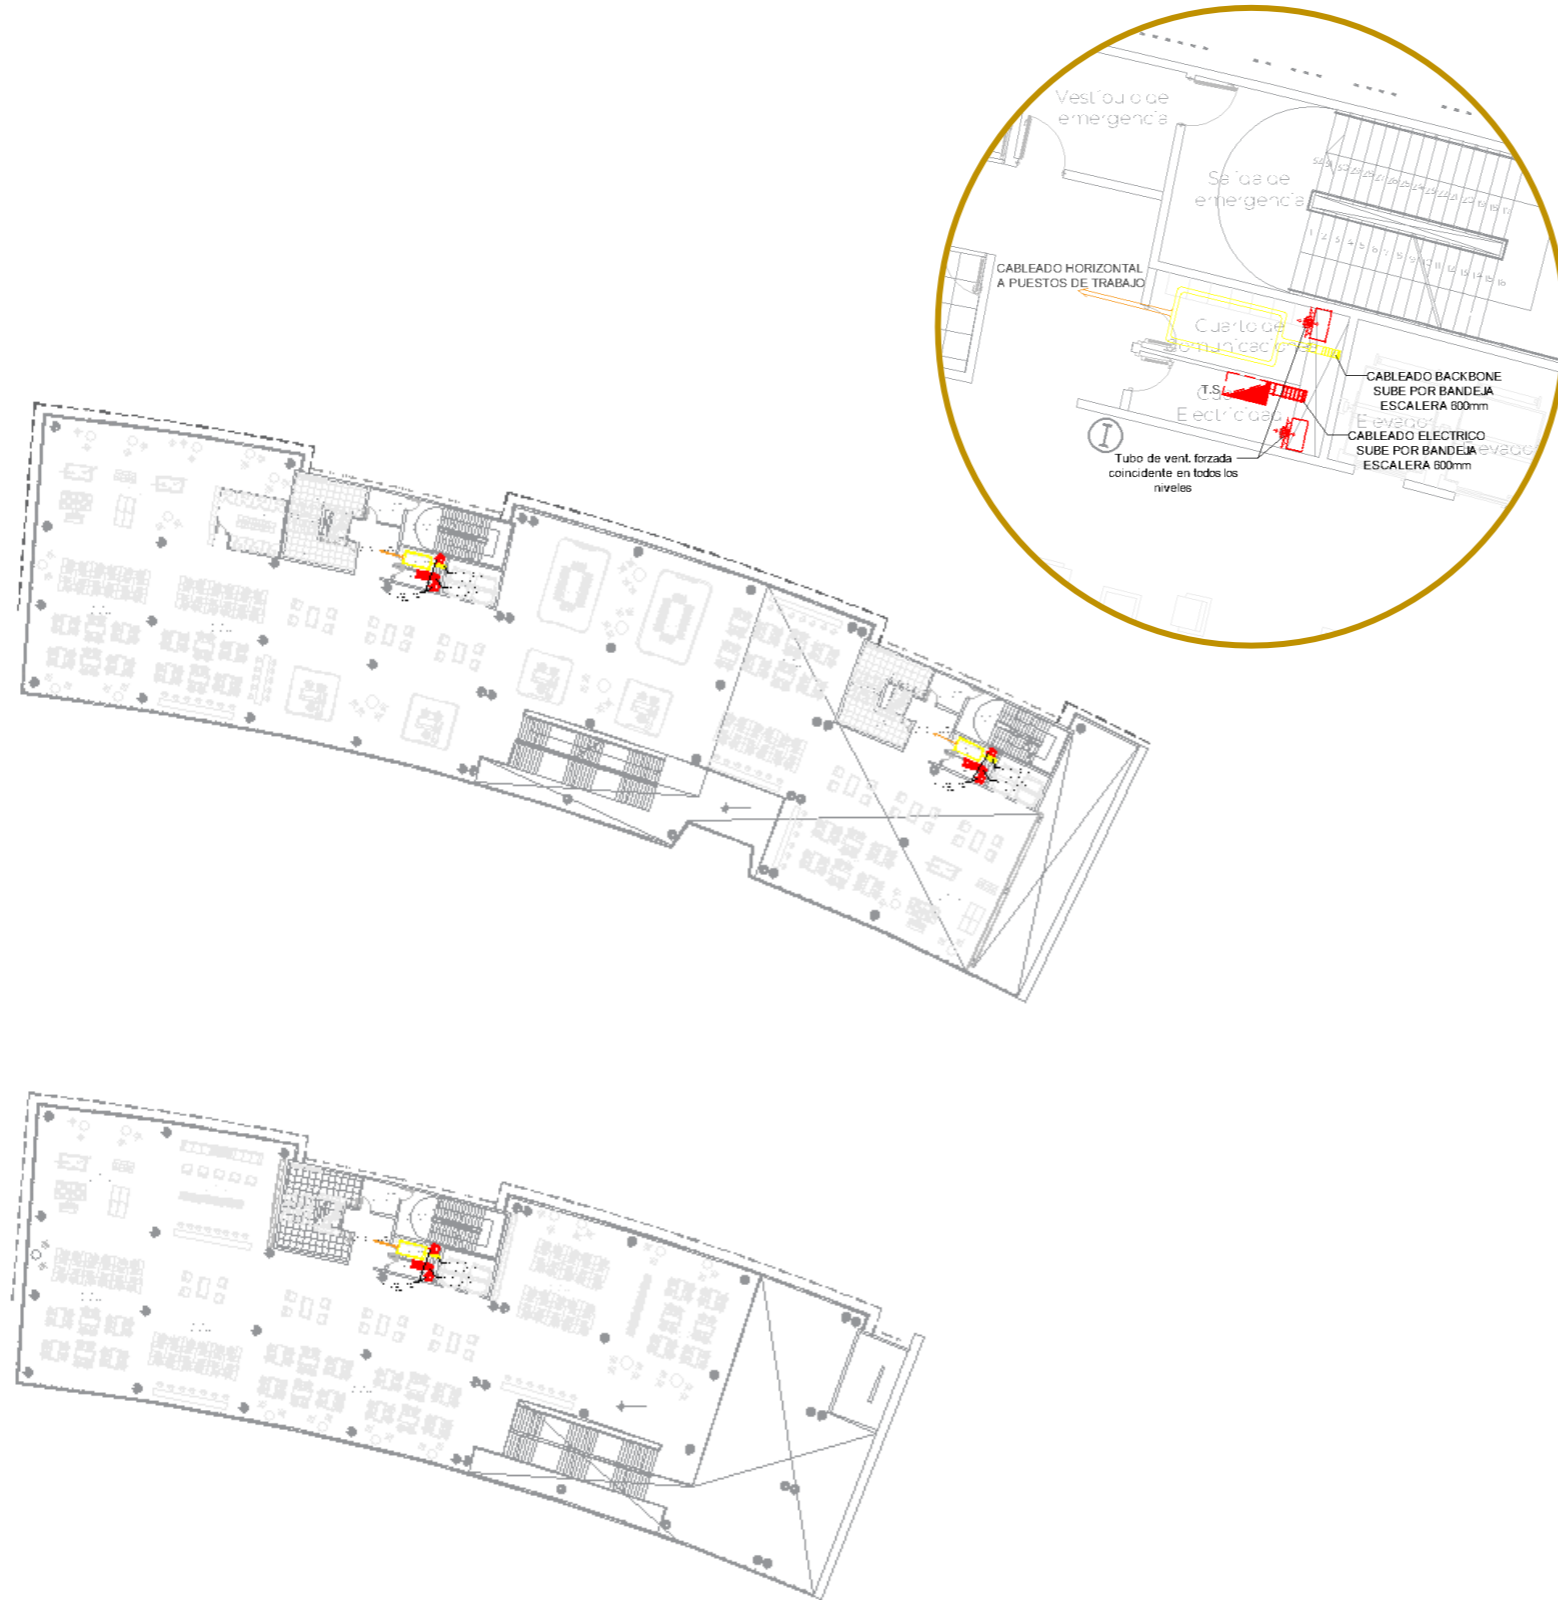 Vestíbulo de
emergencia
Salida de
emergencia
CABLEADO HORIZONTAL
A PUESTOS DE TRABAJO
Cuarto de
Comunicaciones
CABLEADO BACKBONE
SUBE POR BANDEJA
ESCALERA 600mm
T.S.
Electricidad
Elevador
Elevador
CABLEADO ELECTRICO
SUBE POR BANDEJA
ESCALERA 600mm
I
Tubo de vent. forzada
coincidente en todos los
niveles